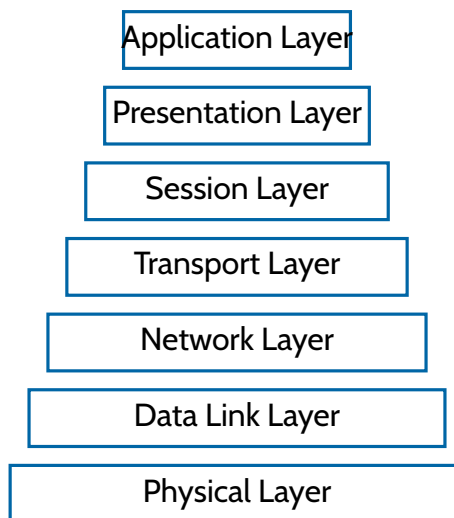 Application Layer
Presentation Layer
Session Layer
Transport Layer
Network Layer
Data Link Layer
Physical Layer